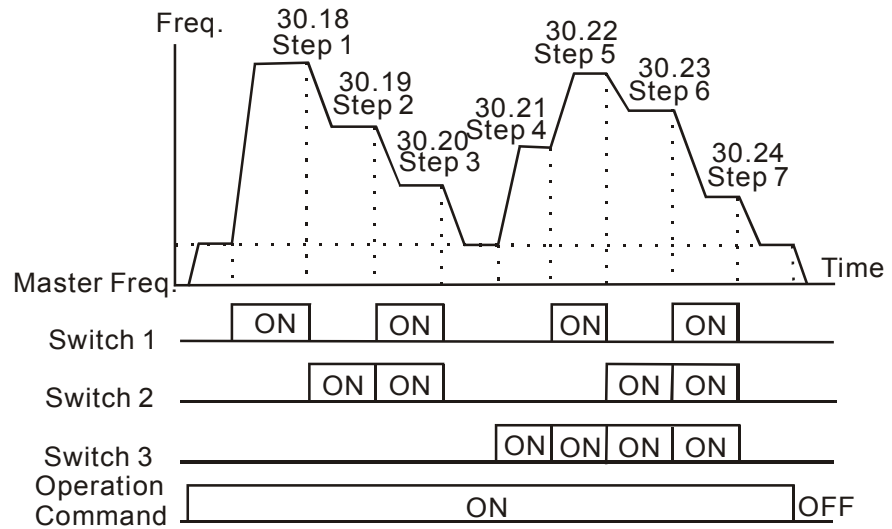 Freq.
30.18
Step 1
30.19
Step 2
30.20
Step 3
30.21
Step 4
30.22
Step 5
30.23
Step 6
30.24
Step 7
Master Freq.
Time
Switch 1
ON
ON
ON
ON
Switch 2
ON
ON
ON
ON
Switch 3
ON
ON
ON
ON
Operation
Command
ON
OFF